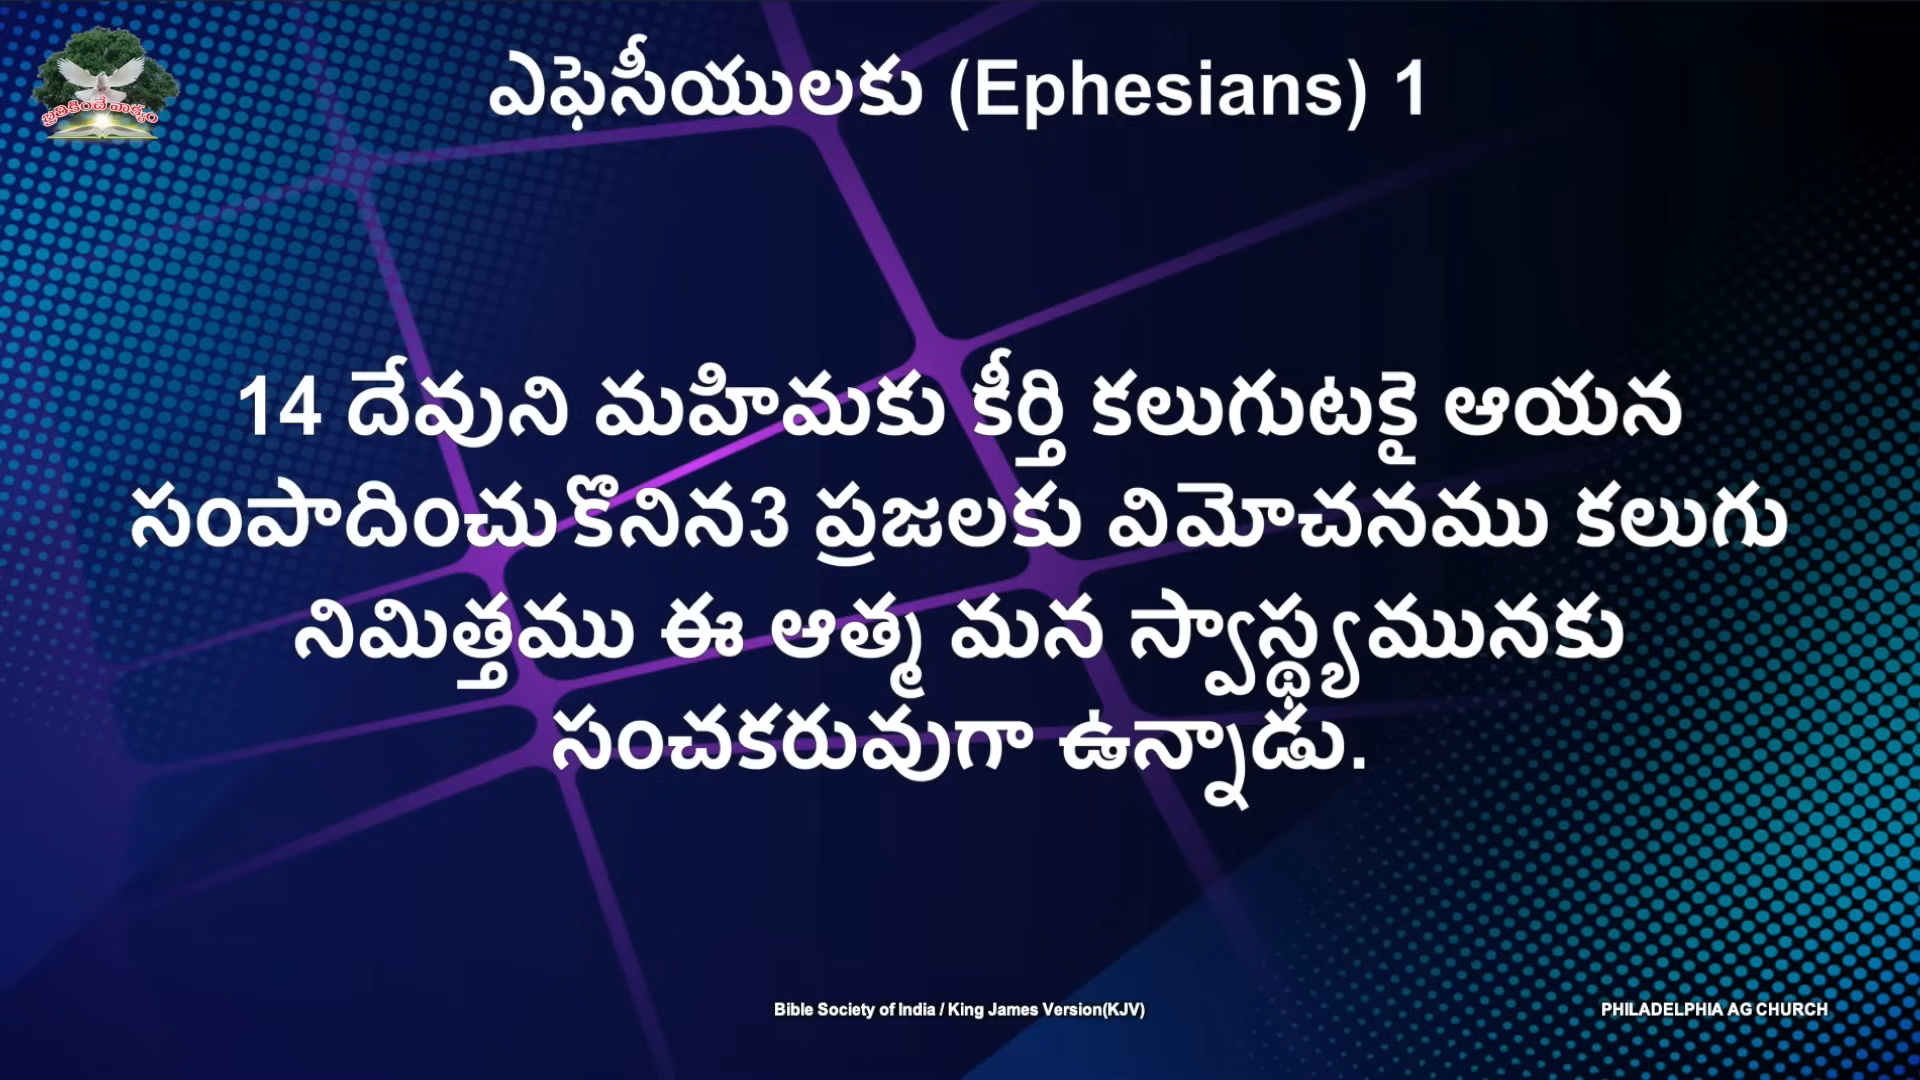 బ్రతికించే వాక్యం
ఎఫెసీయులకు (Ephesians) 1
14 దేవుని మహిమకు కీర్తి కలుగుటకై ఆయన
సంపాదించుకొనిన3 ప్రజలకు విమోచనము కలుగు
నిమిత్తము ఈ ఆత్మ మన స్వాస్థ్యమునకు
సంచకరువుగా ఉన్నాడు.
Bible Society of India / King James Version(KJV)
PHILADELPHIA AG CHURCH